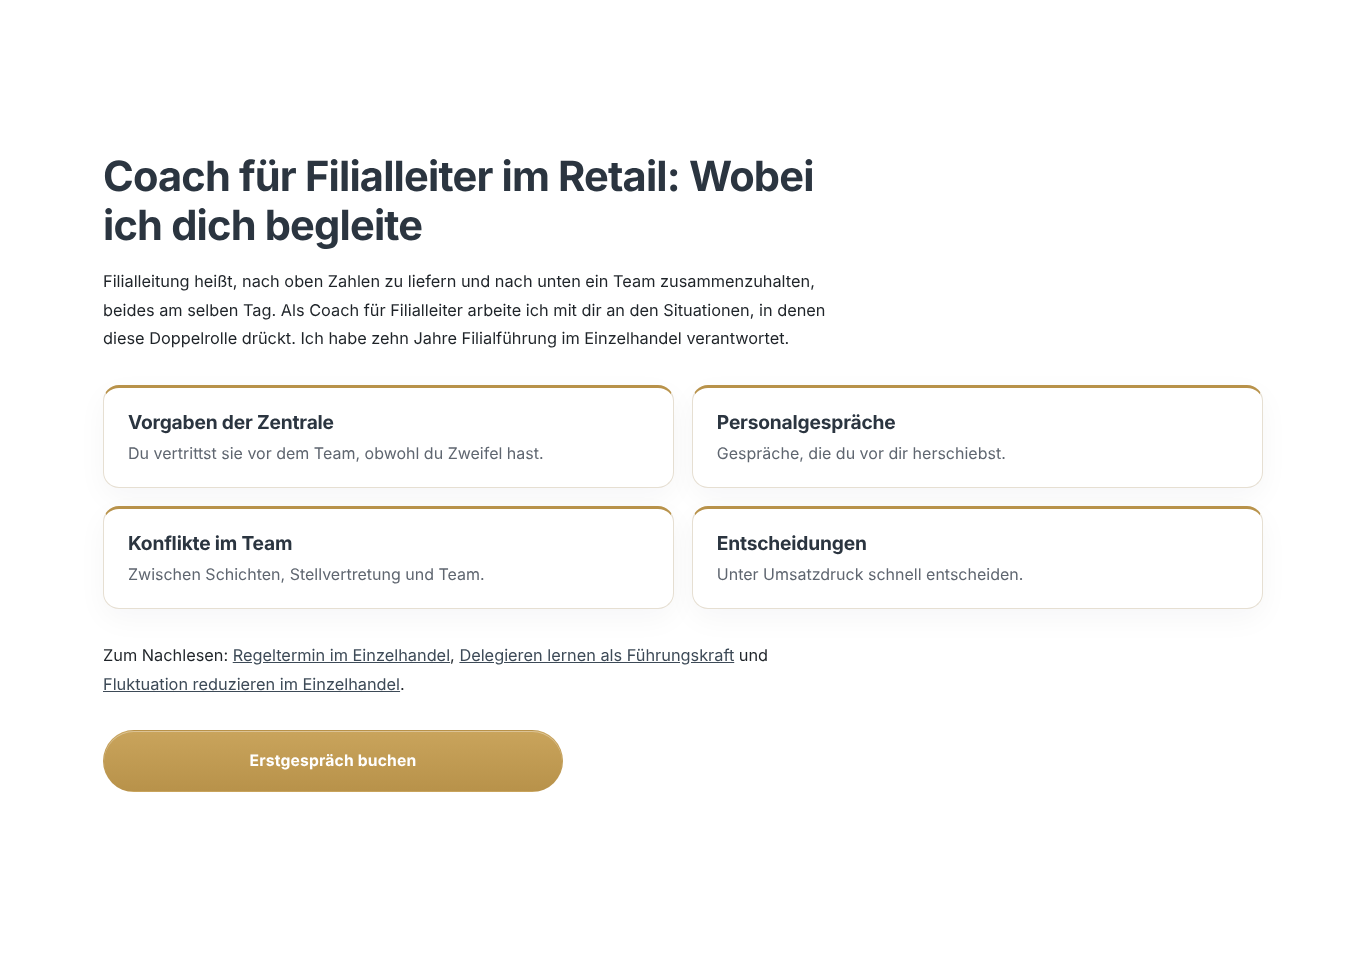 Coach für Filialleiter im Retail: Wobei
ich dich begleite
Filialleitung heißt, nach oben Zahlen zu liefern und nach unten ein Team zusammenzuhalten,
beides am selben Tag. Als Coach für Filialleiter arbeite ich mit dir an den Situationen, in denen
diese Doppelrolle drückt. Ich habe zehn Jahre Filialführung im Einzelhandel verantwortet.
Vorgaben der Zentrale
Du vertrittst sie vor dem Team, obwohl du Zweifel hast.
Personalgespräche
Gespräche, die du vor dir herschiebst.
Konflikte im Team
Zwischen Schichten, Stellvertretung und Team.
Entscheidungen
Unter Umsatzdruck schnell entscheiden.
Zum Nachlesen: Regeltermin im Einzelhandel, Delegieren lernen als Führungskraft und
Fluktuation reduzieren im Einzelhandel.
Erstgespräch buchen